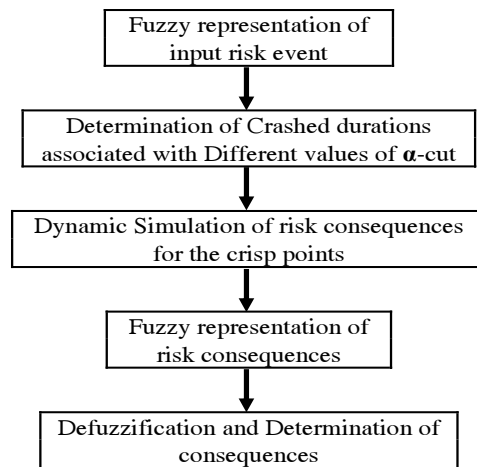 Fuzzy representation of
input risk event
Determination of Crashed durations
associated with Different values of α-cut
Dynamic Simulation of risk consequences
for the crisp points
Fuzzy representation of
risk consequences
Defuzzification and Determination of
consequences